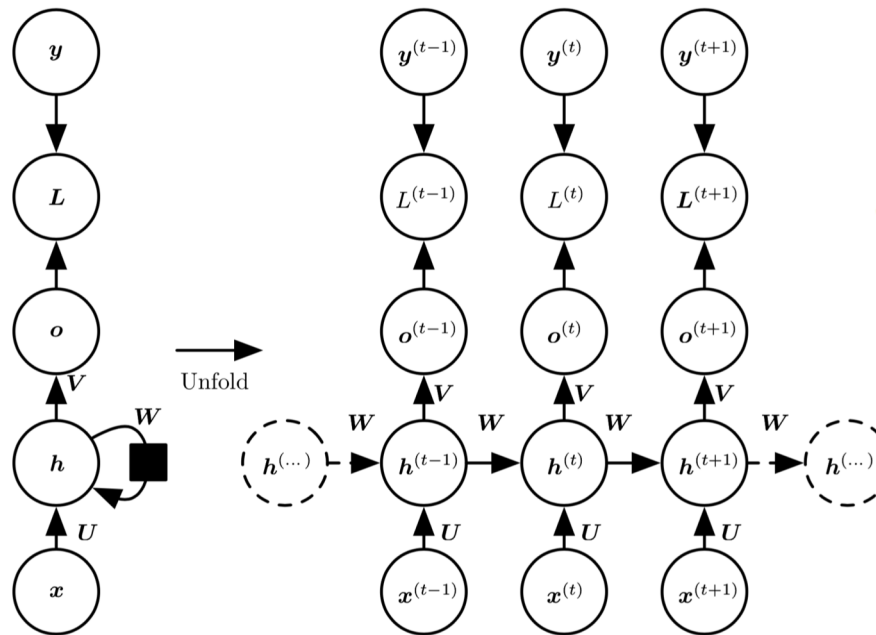 y y^(t−1) y^(t) y^(t+1)
L L^(t−1) L^(t) L^(t+1)
o o^(t−1) o^(t) o^(t+1)
Unfold
V V V V
W W W W W
h h^(...) h^(t−1) h^(t) h^(t+1) h^(...)
U U U U
x x^(t−1) x^(t) x^(t+1)